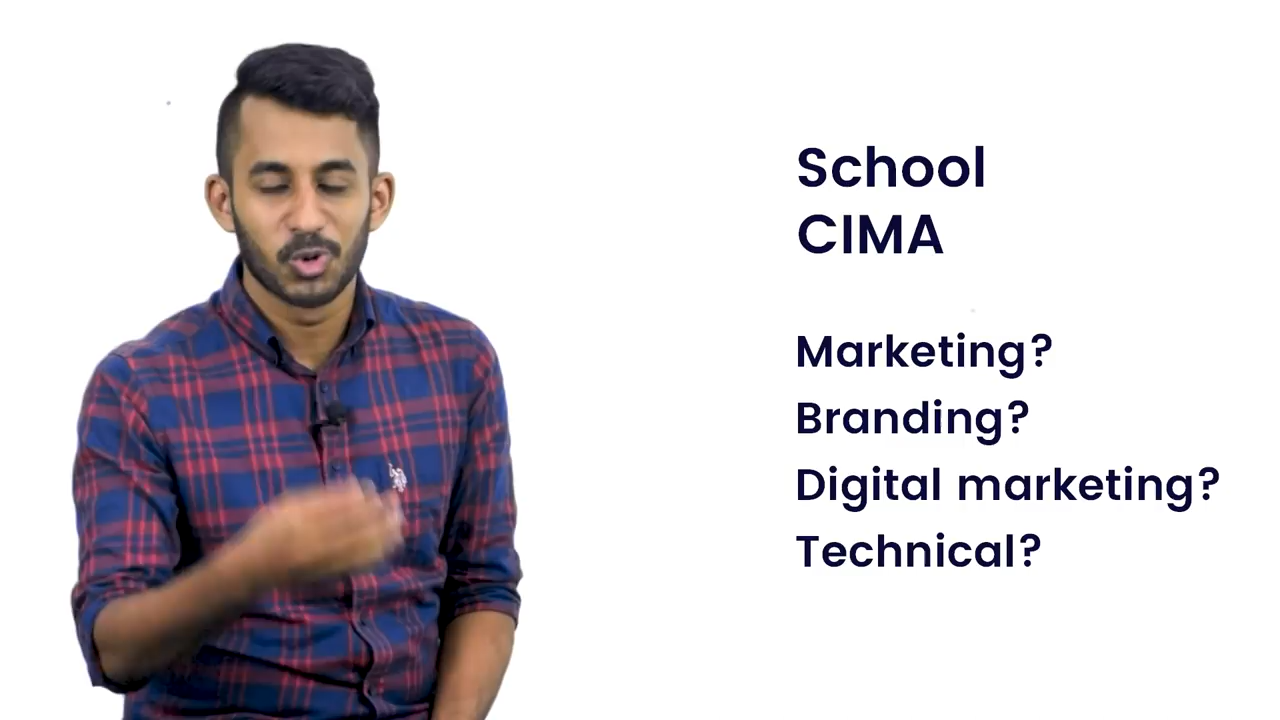 School
CIMA
Marketing?
Branding?
Digital marketing?
Technical?